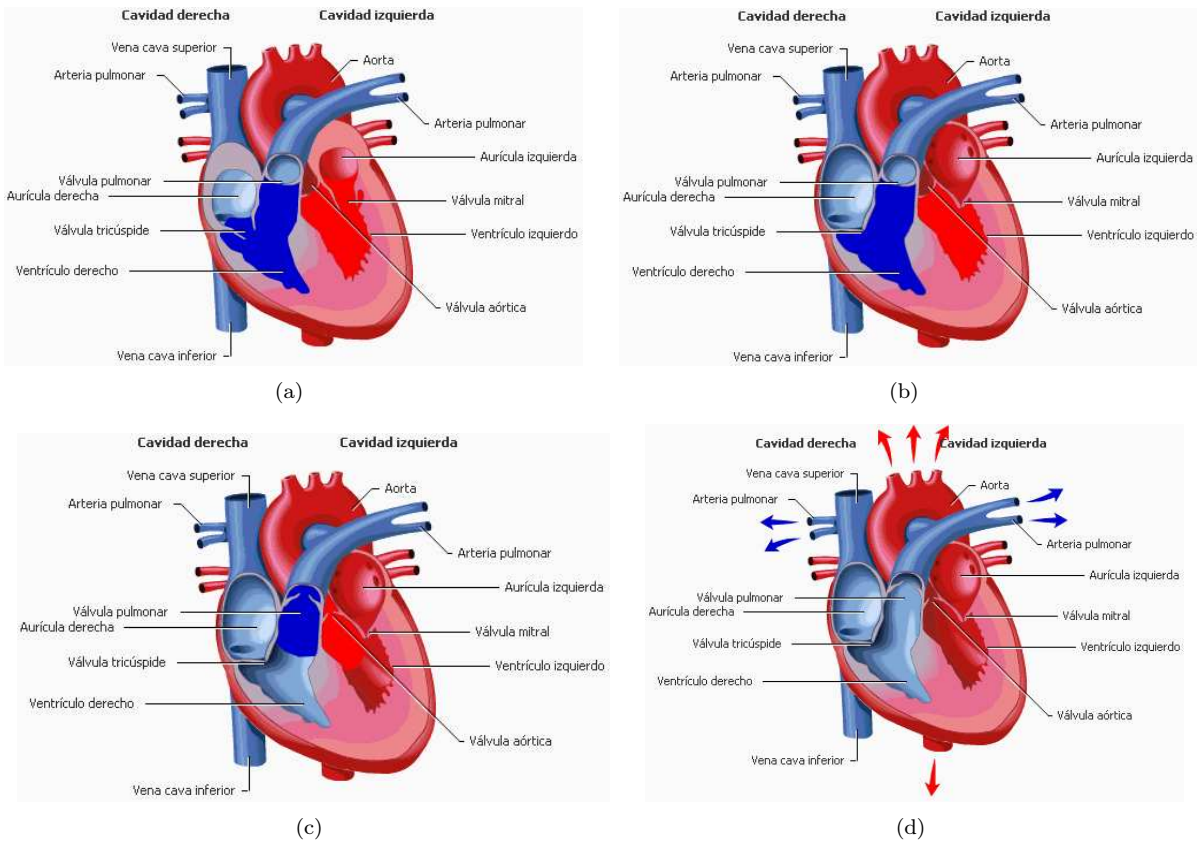 Cavidad derecha
Cavidad izquierda
Vena cava superior
Arteria pulmonar
Aorta
Arteria pulmonar
Aurícula izquierda
Válvula pulmonar
Aurícula derecha
Válvula mitral
Válvula tricúspide
Ventrículo izquierdo
Ventrículo derecho
Válvula aórtica
Vena cava inferior
(a)
Cavidad derecha
Cavidad izquierda
Vena cava superior
Arteria pulmonar
Aorta
Arteria pulmonar
Aurícula izquierda
Válvula pulmonar
Aurícula derecha
Válvula mitral
Válvula tricúspide
Ventrículo izquierdo
Ventrículo derecho
Válvula aórtica
Vena cava inferior
(b)
Cavidad derecha
Cavidad izquierda
Vena cava superior
Aorta
Arteria pulmonar
Arteria pulmonar
Aurícula izquierda
Válvula pulmonar
Aurícula derecha
Válvula mitral
Válvula tricúspide
Ventrículo izquierdo
Ventrículo derecho
Válvula aórtica
Vena cava inferior
(c)
Cavidad derecha
Cavidad izquierda
Vena cava superior
Aorta
Arteria pulmonar
Arteria pulmonar
Aurícula izquierda
Válvula pulmonar
Aurícula derecha
Válvula mitral
Válvula tricúspide
Ventrículo izquierdo
Ventrículo derecho
Válvula aórtica
Vena cava inferior
(d)